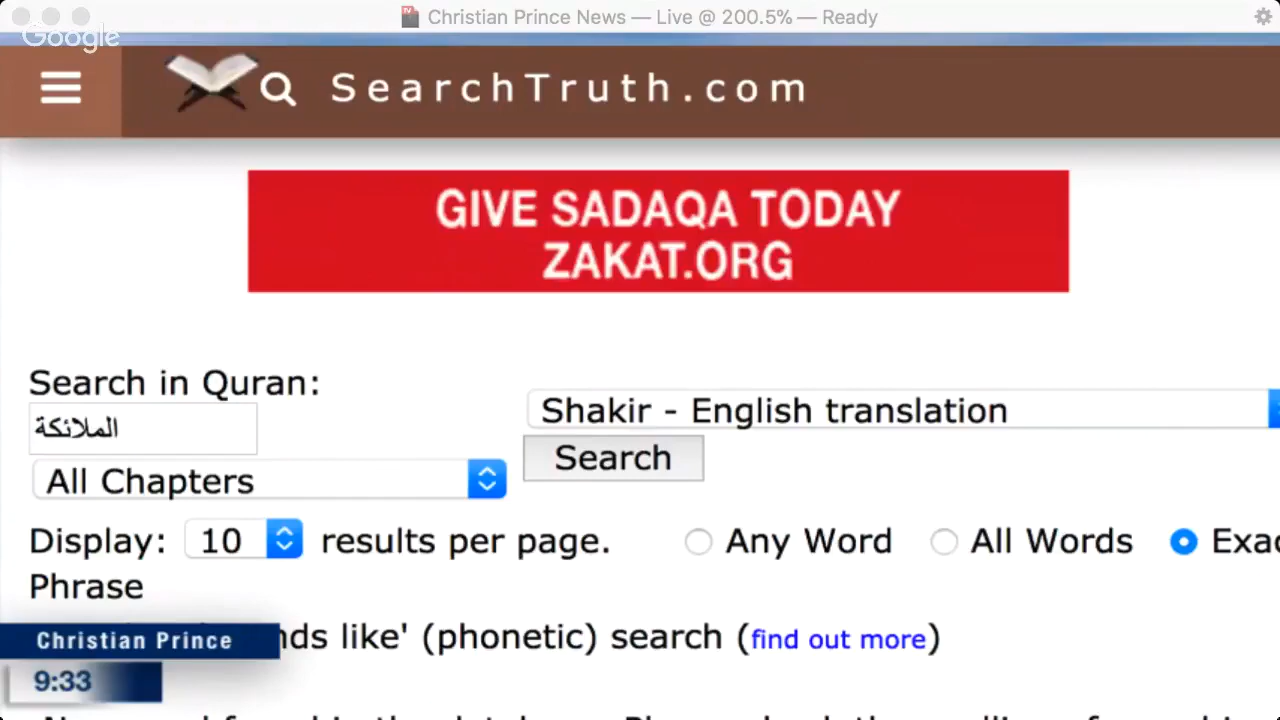 Christian Prince News — Live @ 200.5% — Ready
Google
SearchTruth.com
GIVE SADAQA TODAY
ZAKAT.ORG
Search in Quran:
الملائكة
Shakir - English translation
Search
All Chapters
Display: 10 results per page. Any Word All Words
Phrase
like' (phonetic) search (find out more)
Christian Prince
9:33